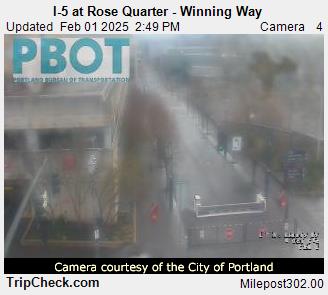 I-5 at Rose Quarter - Winning Way
Updated Feb 01 2025 2:49 PM Camera 4
PBOT
PORTLAND BUREAU OF TRANSPORTATION
Camera courtesy of the City of Portland
TripCheck.com Milepost302.00